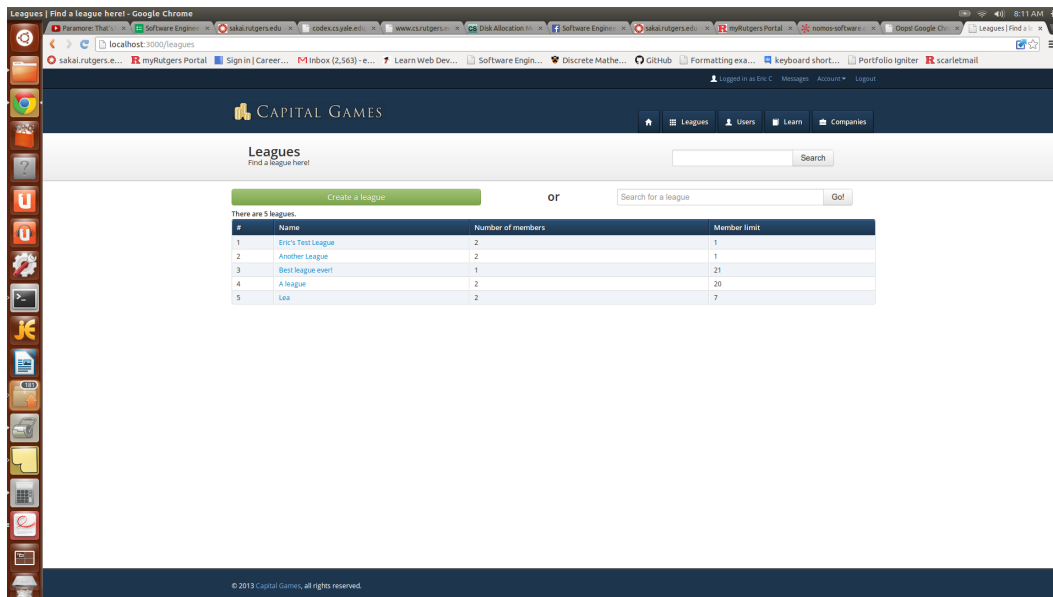 Leagues | Find a league here! - Google Chrome 8:11 AM
Paramore: That's Software Enginee sakai.rutgers.edu codex.cs.yale.edu www.cs.rutgers.e CS Disk Allocation M Software Enginee sakai.rutgers.edu myRutgers Portal nomos-software Oops! Google Ch Leagues | Find a l
localhost:3000/leagues
sakai.rutgers.e... myRutgers Portal Sign in | Career... Inbox (2,563) - e... Learn Web Dev... Software Engin... Discrete Mathe... GitHub Formatting exa... keyboard short... Portfolio Igniter scarletmail
Logged in as Eric C Messages Account Logout
CAPITAL GAMES
Leagues Users Learn Companies
Leagues
Find a league here!
Search
Create a league or Search for a league Go!
There are 5 leagues.
# Name Number of members Member limit
1 Eric's Test League 2 1
2 Another League 2 1
3 Best league ever! 1 21
4 A league 2 20
5 Lea 2 7
© 2013 Capital Games, all rights reserved.